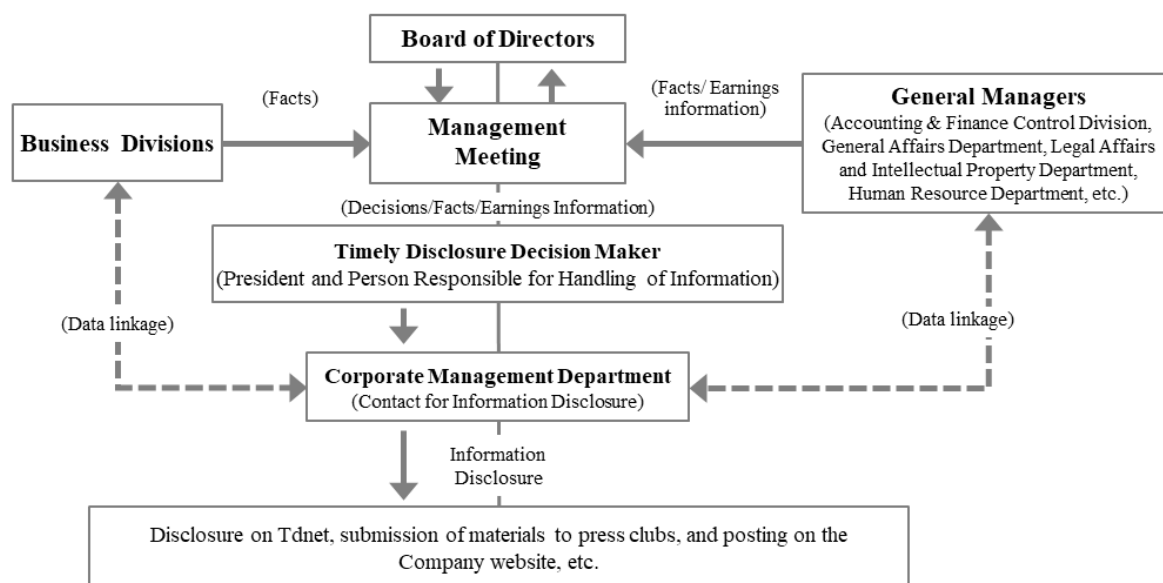 Board of Directors
(Facts)
(Facts/ Earnings
information)
Business Divisions
Management
Meeting
General Managers
(Accounting & Finance Control Division,
General Affairs Department, Legal Affairs
and Intellectual Property Department,
Human Resource Department, etc.)
(Decisions/Facts/Earnings Information)
Timely Disclosure Decision Maker
(President and Person Responsible for Handling of Information)
(Data linkage)
(Data linkage)
Corporate Management Department
(Contact for Information Disclosure)
Information
Disclosure
Disclosure on Tdnet, submission of materials to press clubs, and posting on the
Company website, etc.